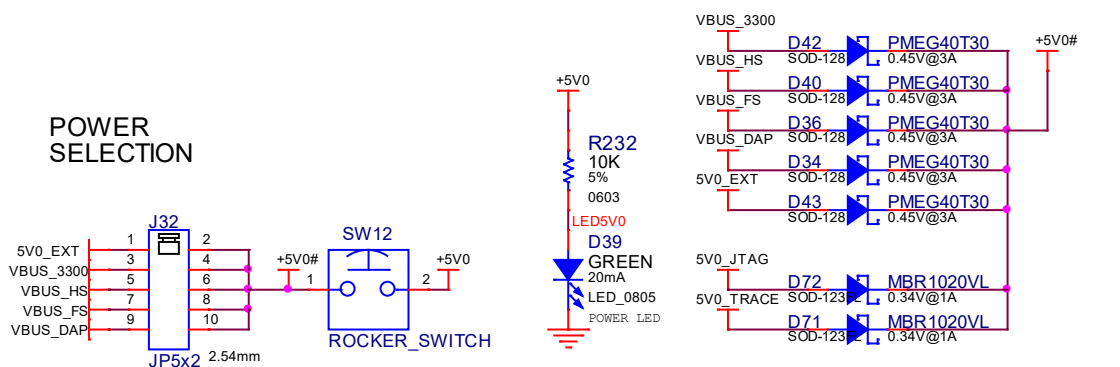 POWER
SELECTION
J32
1
2
5V0_EXT
3
4
VBUS_3300
5
6
VBUS_HS
7
8
VBUS_FS
9
10
VBUS_DAP
JP5x2
2.54mm
+5V0#
SW12
1
2
+5V0
ROCKER_SWITCH
+5V0
R232
10K
5%
0603
LED5V0
D39
GREEN
20mA
LED_0805
POWER LED
VBUS_3300
D42
PMEG40T30
SOD-128
0.45V@3A
VBUS_HS
D40
PMEG40T30
SOD-128
0.45V@3A
VBUS_FS
D36
PMEG40T30
SOD-128
0.45V@3A
VBUS_DAP
D34
PMEG40T30
SOD-128
0.45V@3A
5V0_EXT
D43
PMEG40T30
SOD-128
0.45V@3A
+5V0#
5V0_JTAG
D72
MBR1020VL
SOD-123FL
0.34V@1A
5V0_TRACE
D71
MBR1020VL
SOD-123FL
0.34V@1A